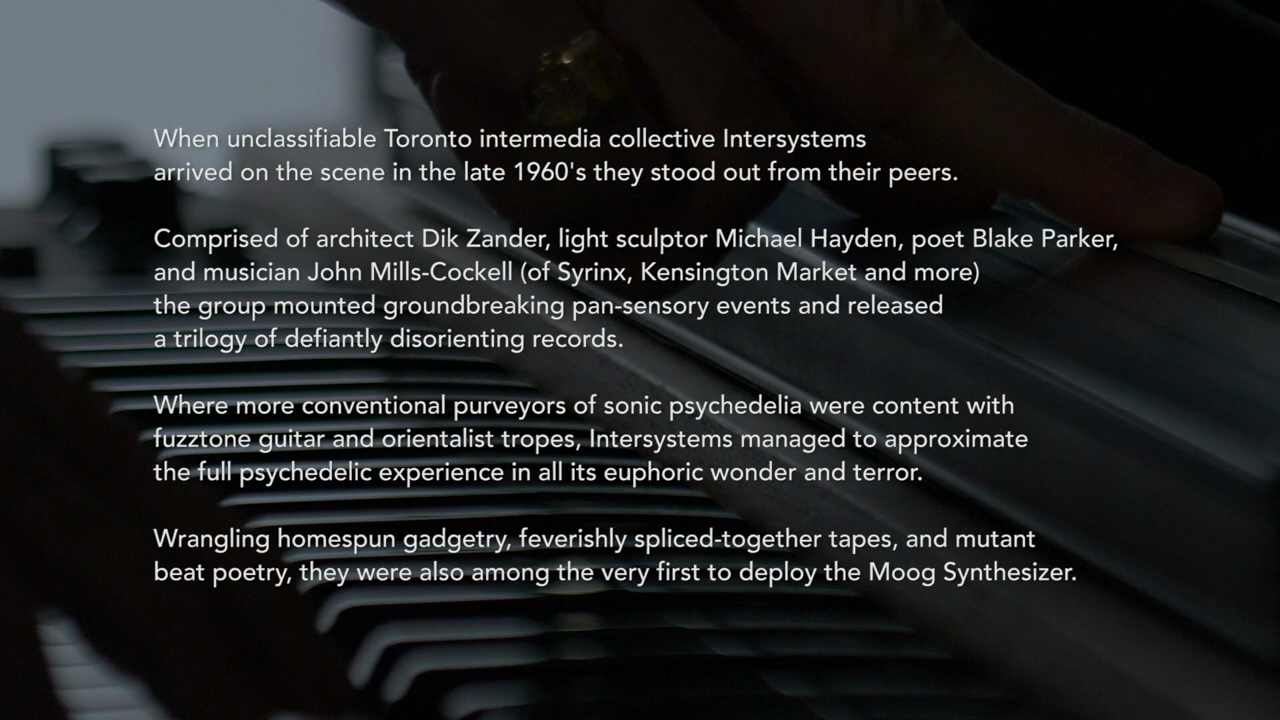 When unclassifiable Toronto intermedia collective Intersystems
arrived on the scene in the late 1960's they stood out from their peers.
Comprised of architect Dik Zander, light sculptor Michael Hayden, poet Blake Parker,
and musician John Mills-Cockell (of Syrinx, Kensington Market and more)
the group mounted groundbreaking pan-sensory events and released
a trilogy of defiantly disorienting records.
Where more conventional purveyors of sonic psychedelia were content with
fuzztone guitar and orientalist tropes, Intersystems managed to approximate
the full psychedelic experience in all its euphoric wonder and terror.
Wrangling homespun gadgetry, feverishly spliced-together tapes, and mutant
beat poetry, they were also among the very first to deploy the Moog Synthesizer.